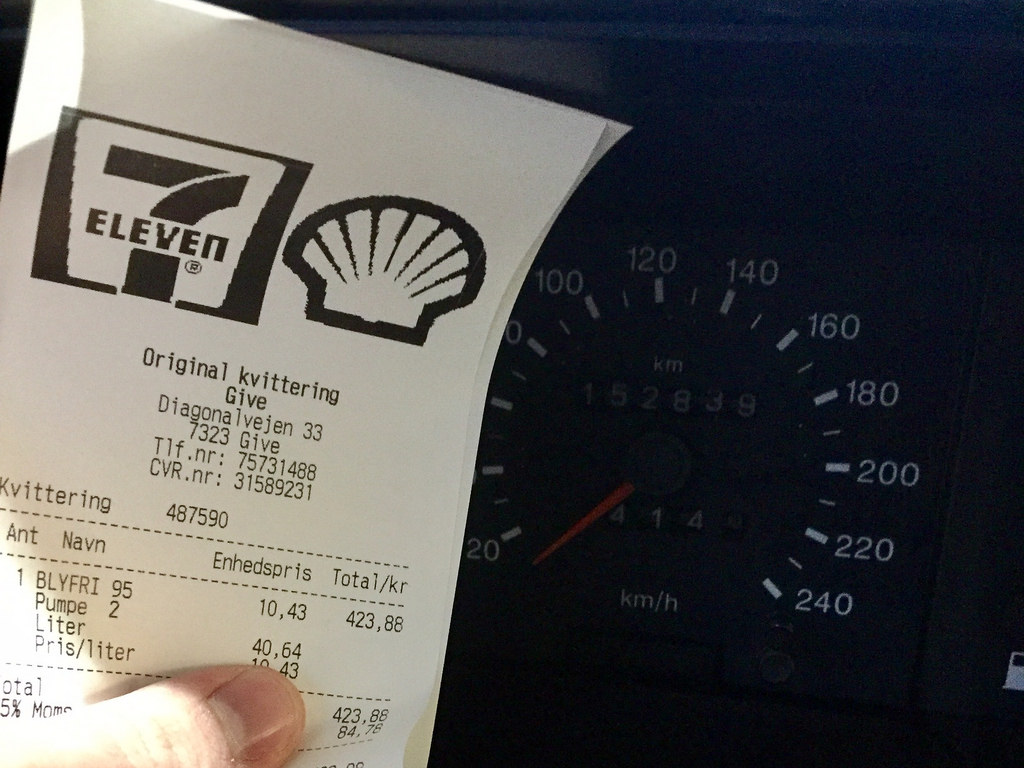 7
ELEVEN
®
Original kvittering
Give
Diagonalvejen 33
7323 Give
Tlf.nr: 75731488
CVR.nr: 31589231
Kvittering 487590
Ant Navn Enhedspris Total/kr
1 BLYFRI 95 10,43 423,88
Pumpe 2
Liter 40,64
Pris/liter 10,43
otal 423,88
5% Moms 84,78
20
100
120
140
160
180
200
220
240
km
152839
414
km/h